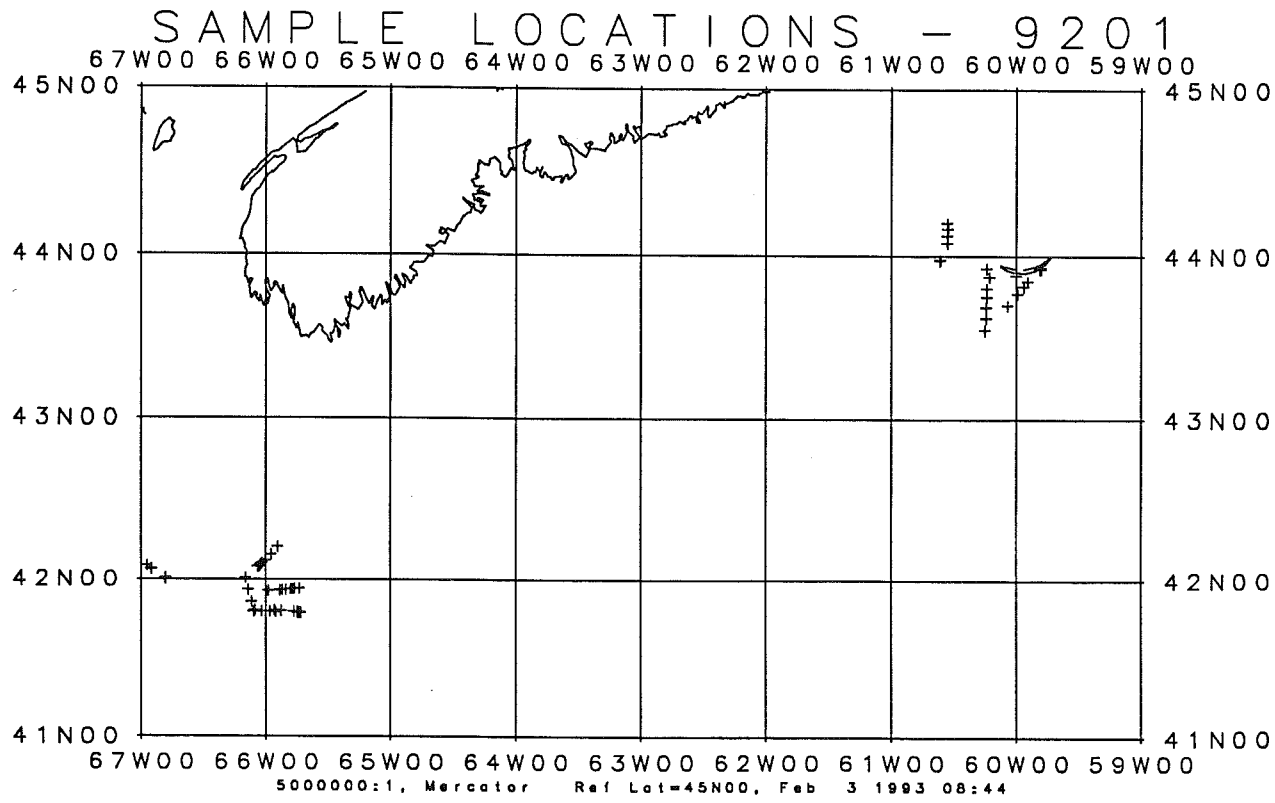 SAMPLE LOCATIONS - 9201
67W00 66W00 65W00 64W00 63W00 62W00 61W00 60W00 59W00
45N00 45N00
44N00 44N00
43N00 43N00
42N00 42N00
41N00 41N00
67W00 66W00 65W00 64W00 63W00 62W00 61W00 60W00 59W00
5000000:1, Mercator Ref Lat=45N00, Feb 3 1993 08:44